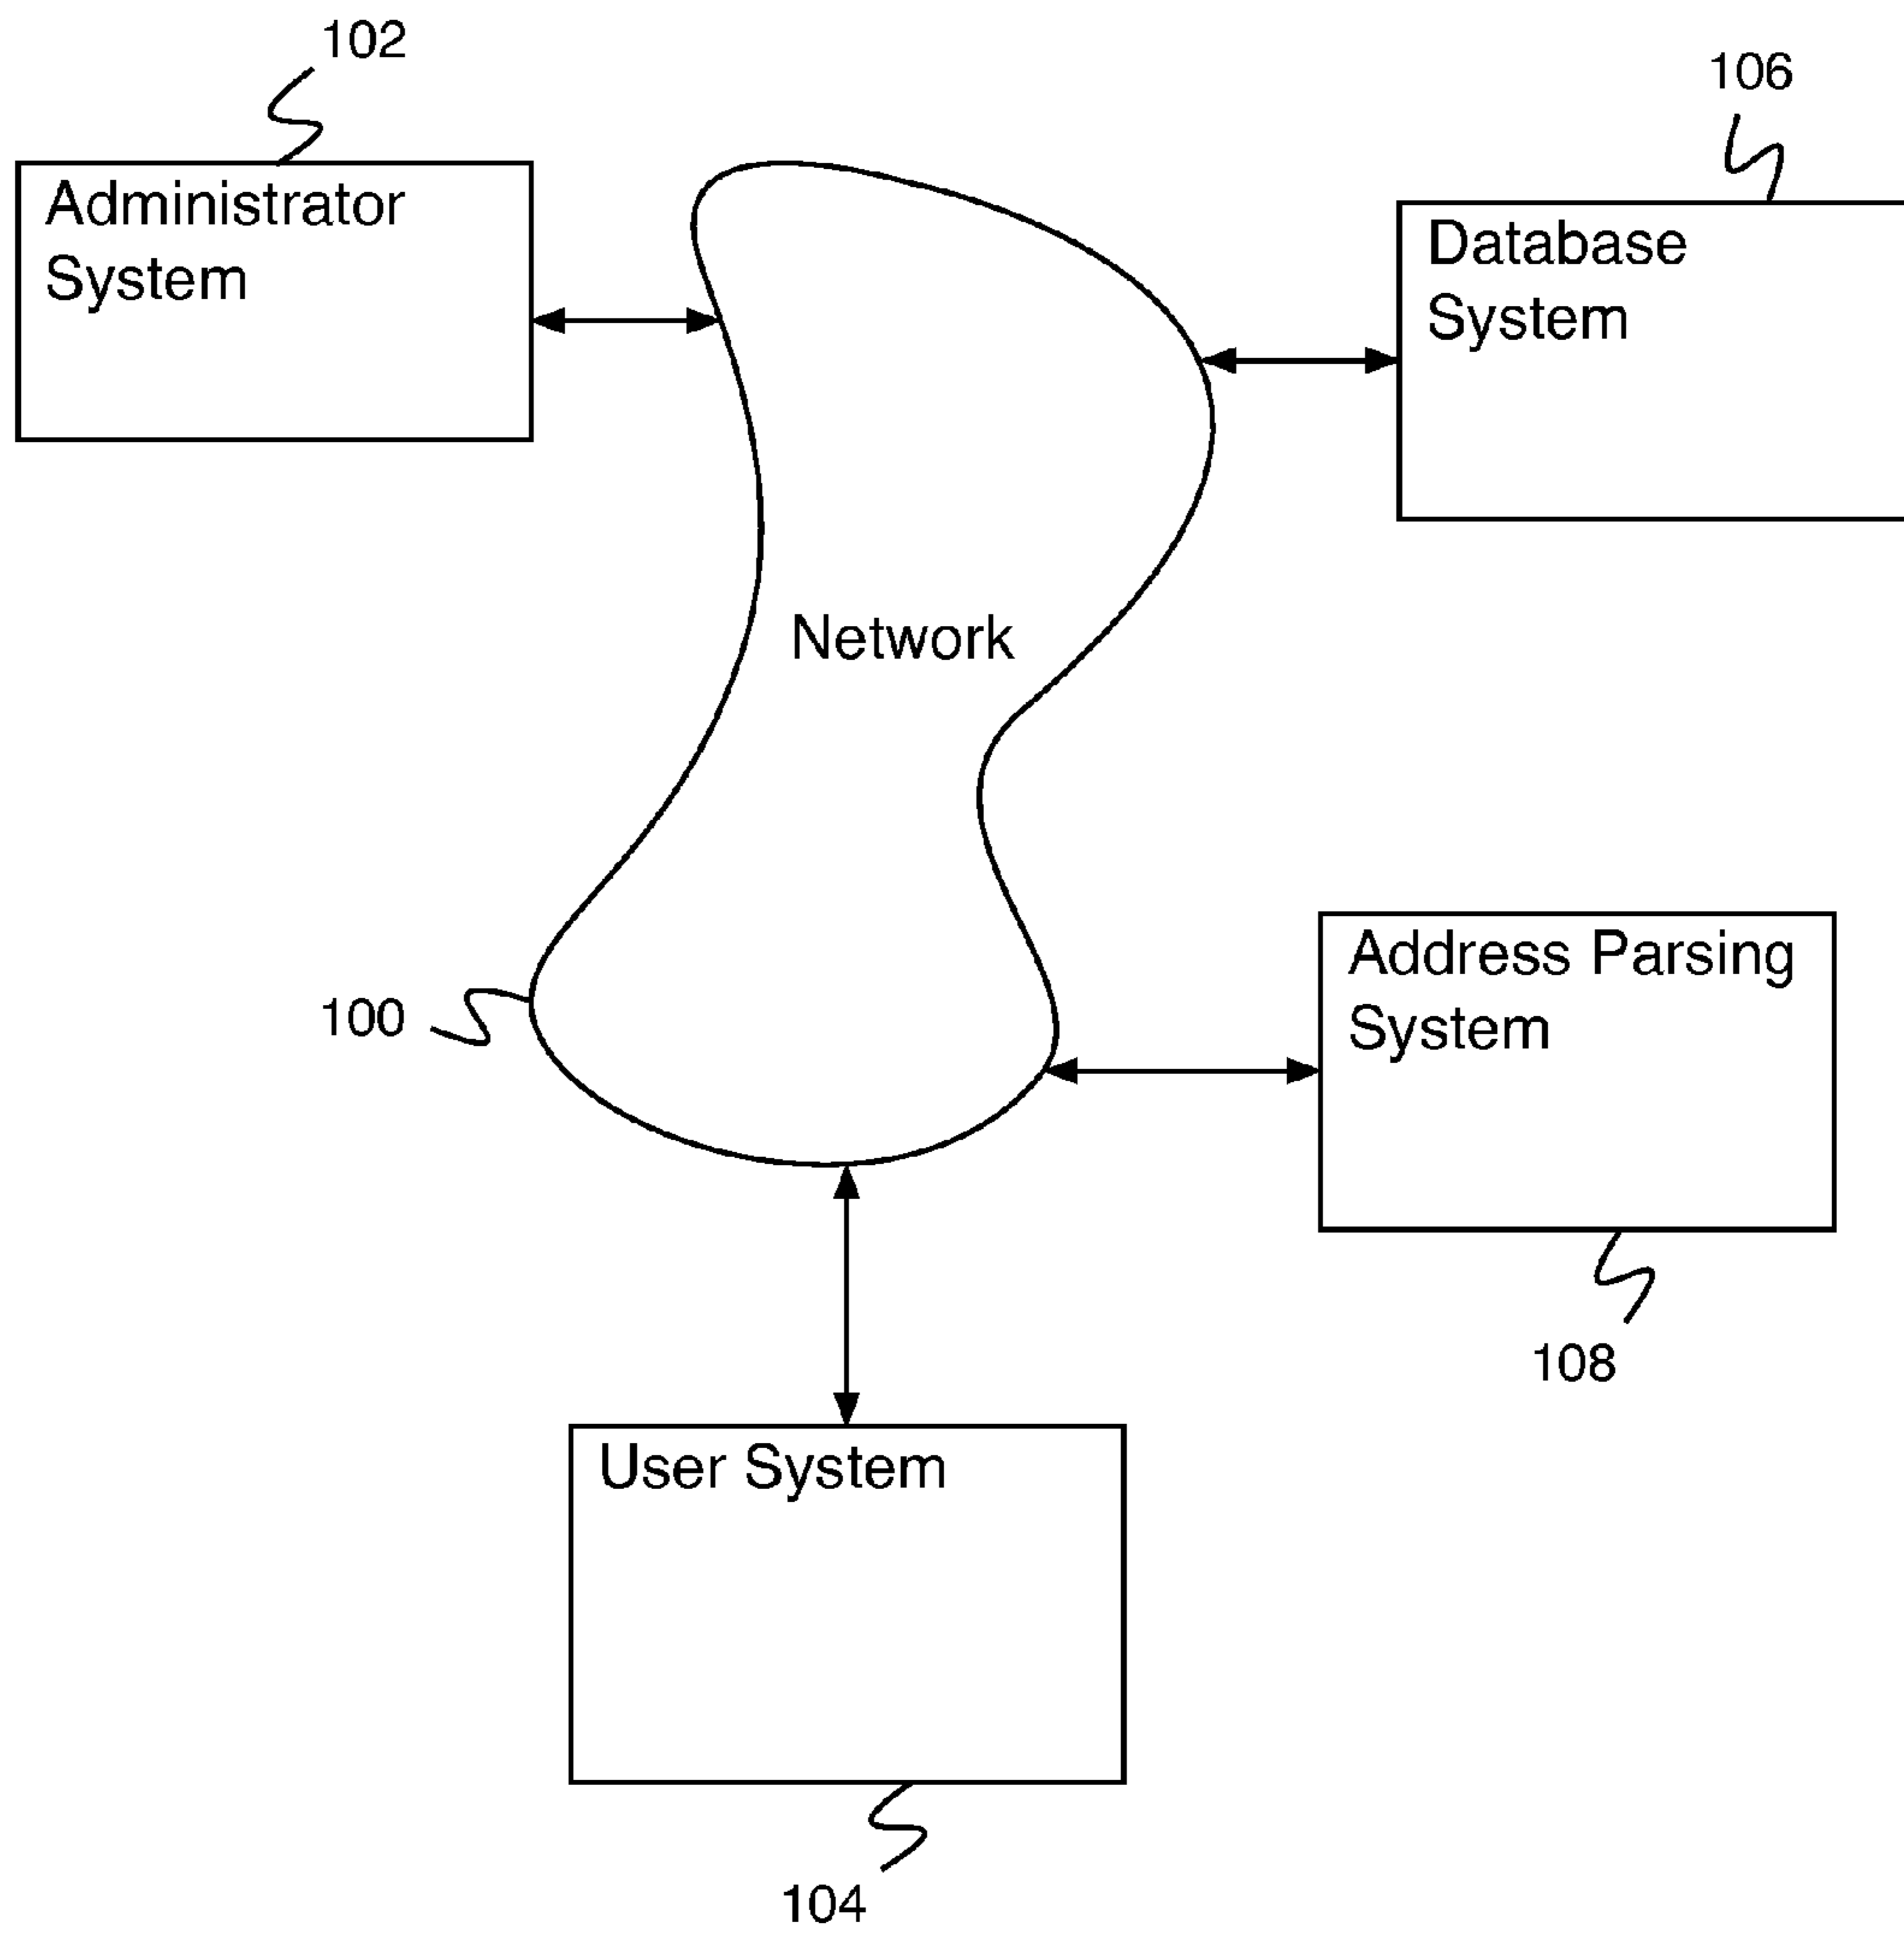 102
106
Administrator
System
Database
System
Network
Address Parsing
System
100
108
User System
104